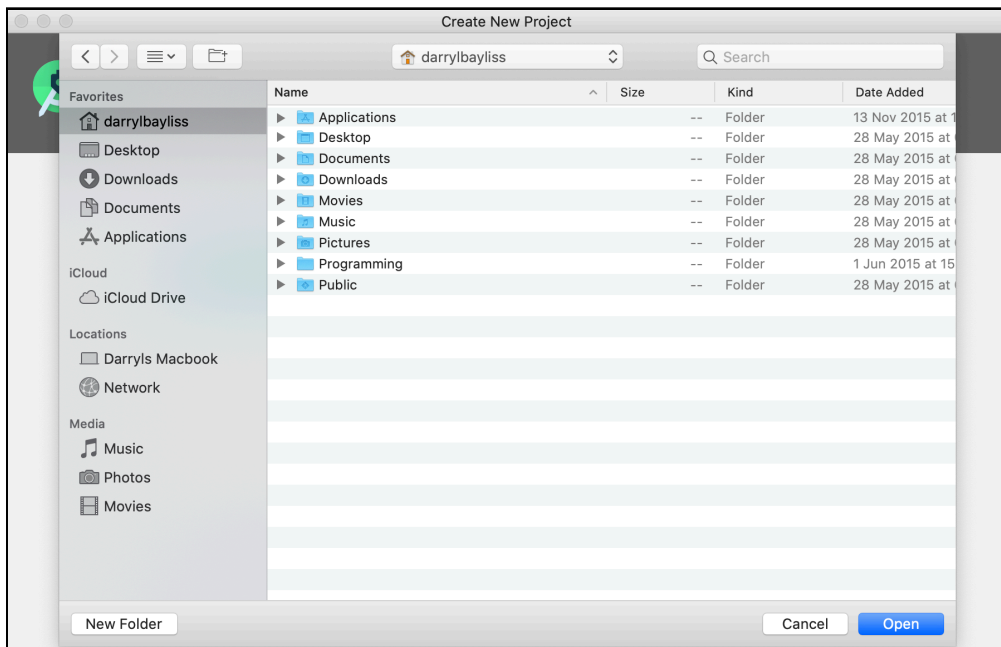 Create New Project
darrylbayliss
Search
Favorites
darrylbayliss
Desktop
Downloads
Documents
Applications
iCloud
iCloud Drive
Locations
Darryls Macbook
Network
Media
Music
Photos
Movies
Name Size Kind Date Added
Applications -- Folder 13 Nov 2015 at 1
Desktop -- Folder 28 May 2015 at
Documents -- Folder 28 May 2015 at
Downloads -- Folder 28 May 2015 at
Movies -- Folder 28 May 2015 at
Music -- Folder 28 May 2015 at
Pictures -- Folder 28 May 2015 at
Programming -- Folder 1 Jun 2015 at 15
Public -- Folder 28 May 2015 at
New Folder Cancel Open